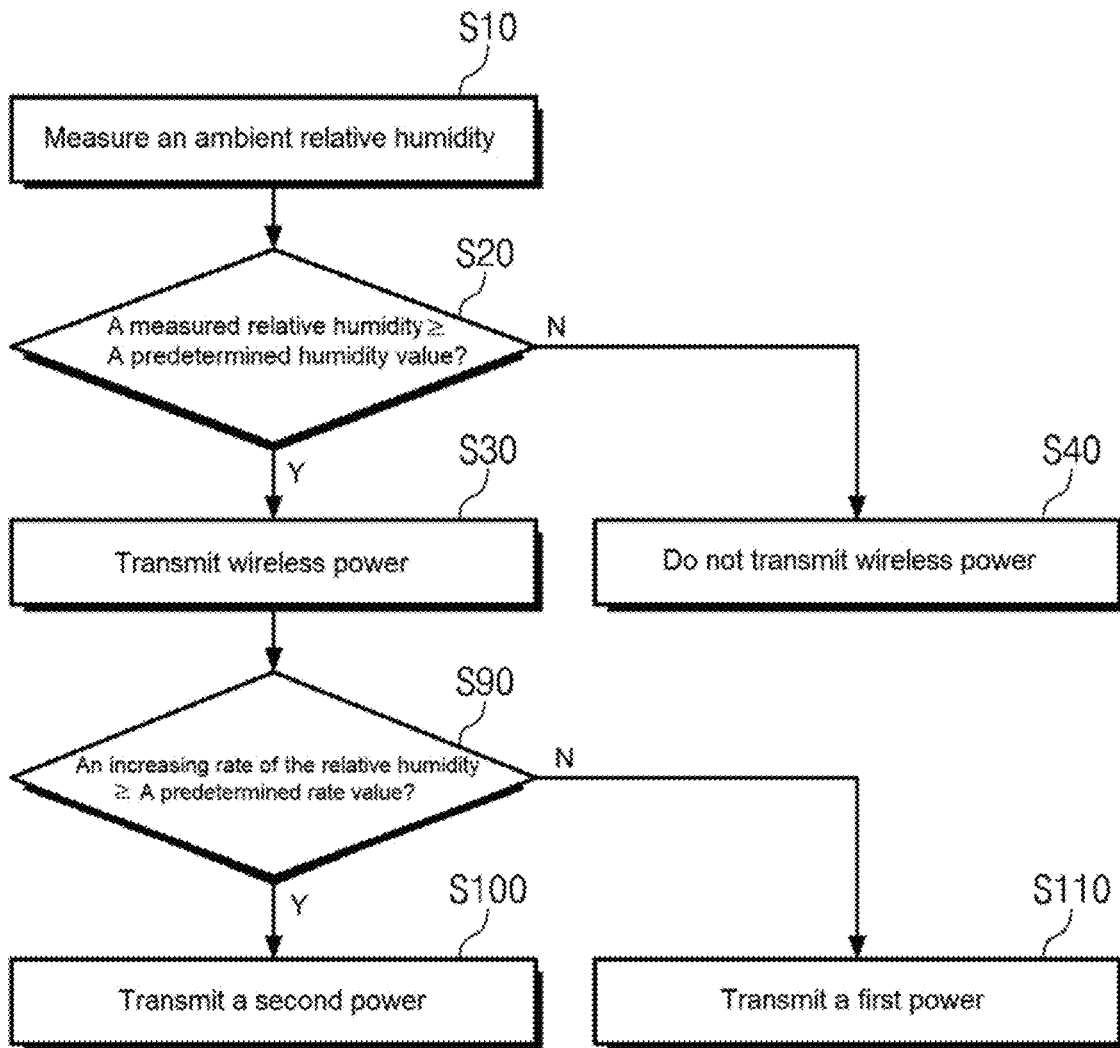 S10
Measure an ambient relative humidity
S20
A measured relative humidity ≥
A predetermined humidity value?
N
Y
S30
S40
Transmit wireless power
Do not transmit wireless power
S90
An increasing rate of the relative humidity
≥ A predetermined rate value?
N
Y
S100
S110
Transmit a second power
Transmit a first power